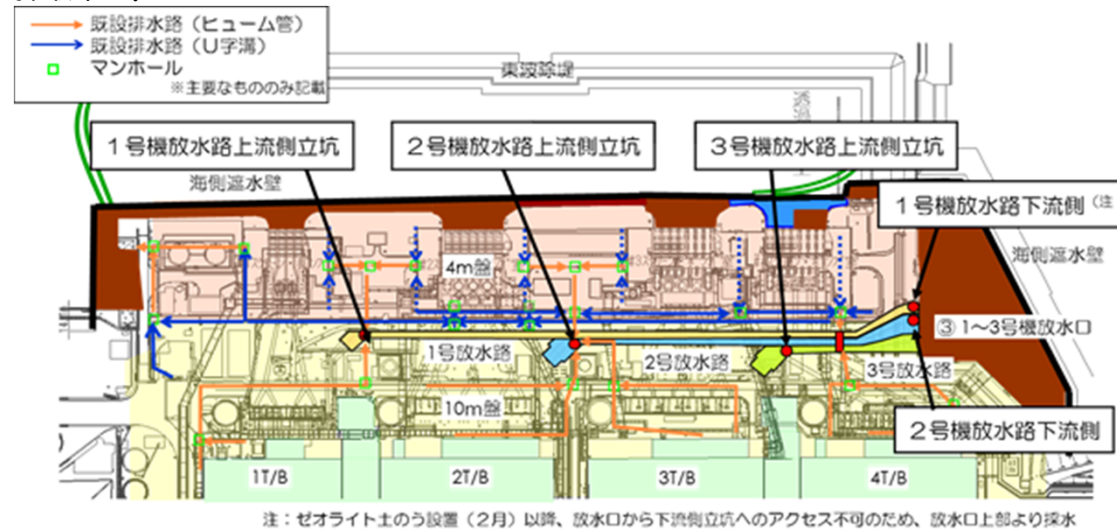 既設排水路(ヒューム管)
既設排水路(U字溝)
マンホール
※主要なもののみ記載
東波除堤
1号機放水路上流側立坑
2号機放水路上流側立坑
3号機放水路上流側立坑
海側遮水壁
1号機放水路下流側(注
海側遮水壁
4m盤
③1~3号機放水口
1号放水路
2号放水路
3号放水路
10m盤
2号機放水路下流側
1T/B
2T/B
3T/B
4T/B
注:ゼオライト土のう設置(2月)以降、放水口から下流側立坑へのアクセス不可のため、放水口上部より採水